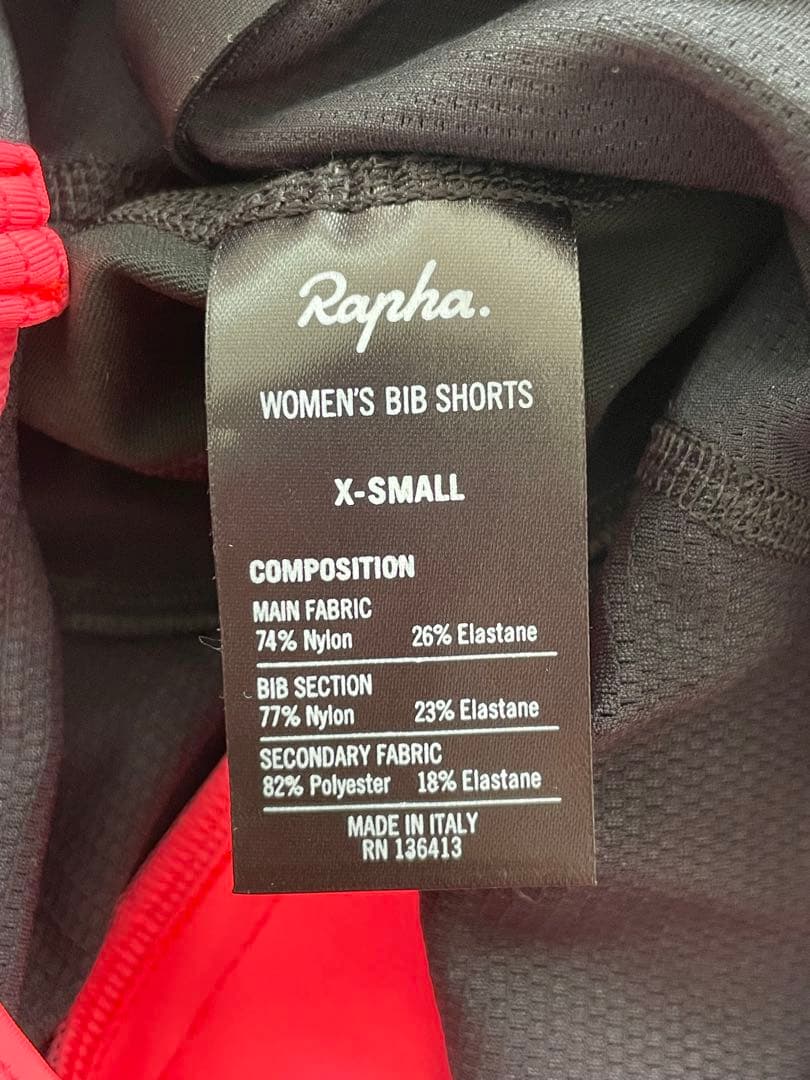 Rapha.
WOMEN'S BIB SHORTS
X-SMALL
COMPOSITION
MAIN FABRIC
74% Nylon 26% Elastane
BIB SECTION
77% Nylon 23% Elastane
SECONDARY FABRIC
82% Polyester 18% Elastane
MADE IN ITALY
RN 136413